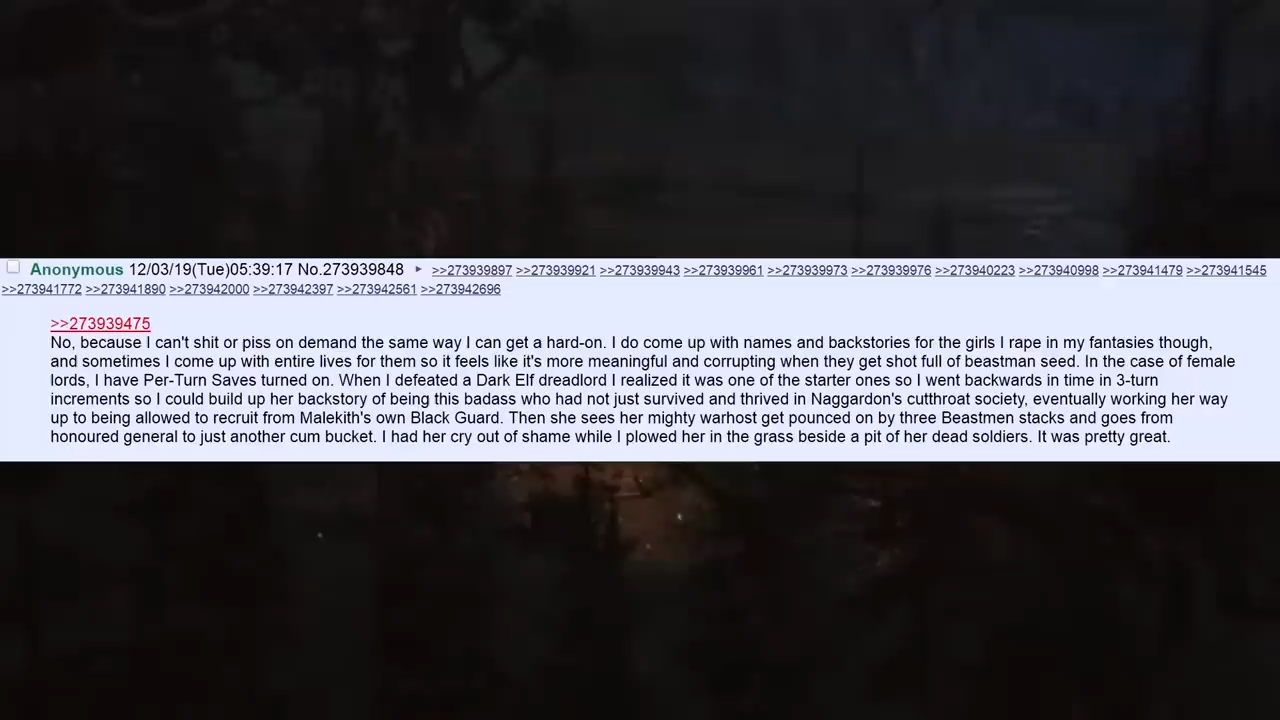 Anonymous 12/03/19(Tue)05:39:17 No.273939848 ▸ >>273939897 >>273939921 >>273939943 >>273939961 >>273939973 >>273939976 >>273940223 >>273940998 >>273941479 >>273941545
>>273941772 >>273941890 >>273942000 >>273942397 >>273942561 >>273942696
>>273939475
No, because I can't shit or piss on demand the same way I can get a hard-on. I do come up with names and backstories for the girls I rape in my fantasies though,
and sometimes I come up with entire lives for them so it feels like it's more meaningful and corrupting when they get shot full of beastman seed. In the case of female
lords, I have Per-Turn Saves turned on. When I defeated a Dark Elf dreadlord I realized it was one of the starter ones so I went backwards in time in 3-turn
increments so I could build up her backstory of being this badass who had not just survived and thrived in Naggardon's cutthroat society, eventually working her way
up to being allowed to recruit from Malekith's own Black Guard. Then she sees her mighty warhost get pounced on by three Beastmen stacks and goes from
honoured general to just another cum bucket. I had her cry out of shame while I plowed her in the grass beside a pit of her dead soldiers. It was pretty great.